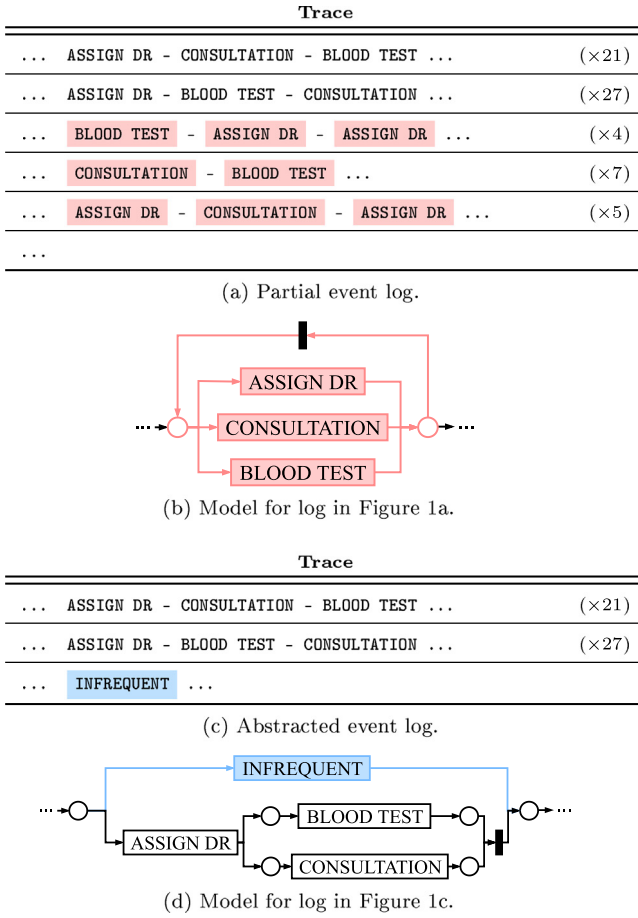 Trace
... ASSIGN DR - CONSULTATION - BLOOD TEST ... (×21)
... ASSIGN DR - BLOOD TEST - CONSULTATION ... (×27)
... BLOOD TEST - ASSIGN DR - ASSIGN DR ... (×4)
... CONSULTATION - BLOOD TEST ... (×7)
... ASSIGN DR - CONSULTATION - ASSIGN DR ... (×5)
...
(a) Partial event log.
ASSIGN DR
... CONSULTATION ...
BLOOD TEST
(b) Model for log in Figure 1a.
Trace
... ASSIGN DR - CONSULTATION - BLOOD TEST ... (×21)
... ASSIGN DR - BLOOD TEST - CONSULTATION ... (×27)
... INFREQUENT ...
(c) Abstracted event log.
INFREQUENT
... ...
BLOOD TEST
ASSIGN DR
CONSULTATION
(d) Model for log in Figure 1c.